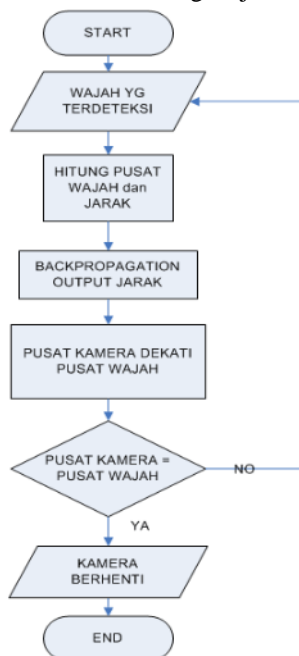 START
WAJAH YG
TERDETEKSI
HITUNG PUSAT
WAJAH dan
JARAK
BACKPROPAGATION
OUTPUT JARAK
PUSAT KAMERA DEKATI
PUSAT WAJAH
PUSAT KAMERA =
PUSAT WAJAH
NO
YA
KAMERA
BERHENTI
END